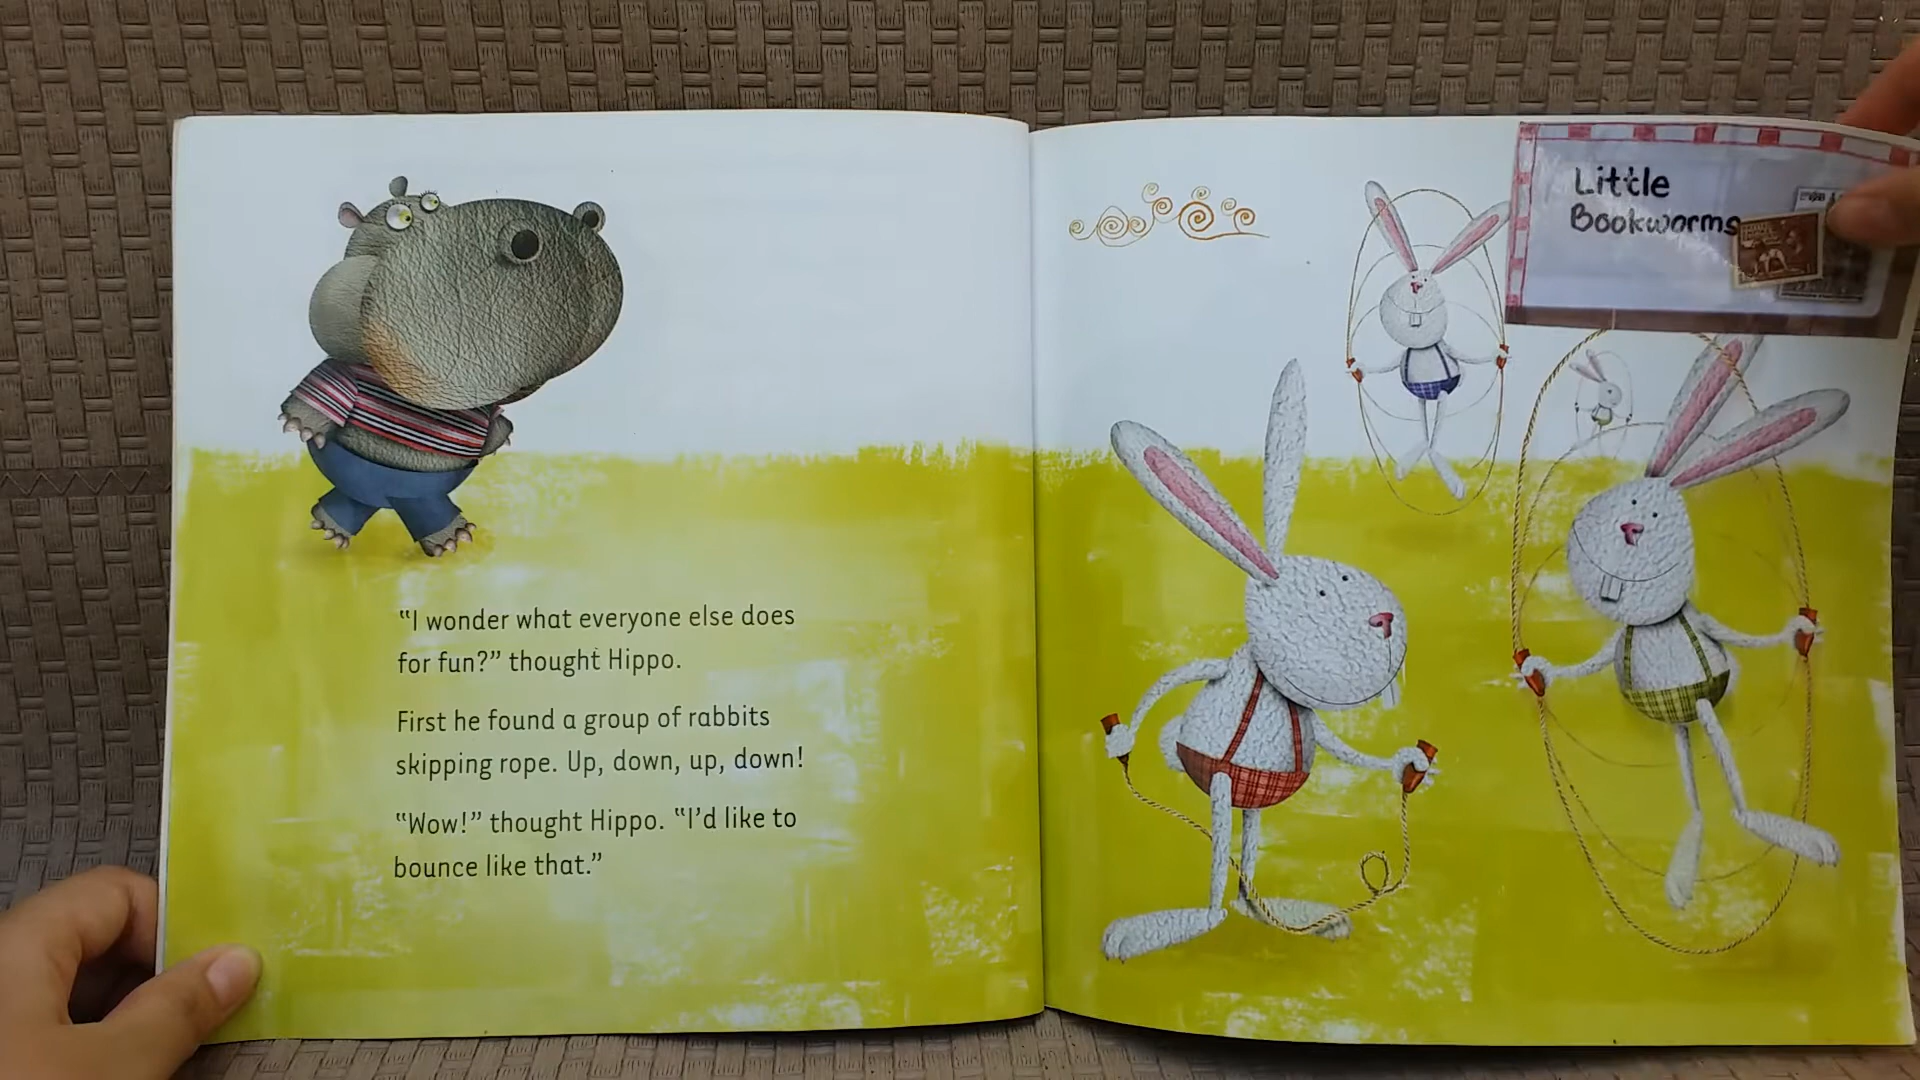 “I wonder what everyone else does
for fun?” thought Hippo.
First he found a group of rabbits
skipping rope. Up, down, up, down!
“Wow!” thought Hippo. “I’d like to
bounce like that.”
Little
Bookworms